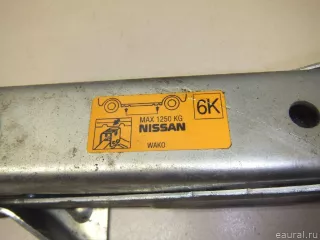 6K
MAX 1250 KG
NISSAN
WAKO
eaural.ru